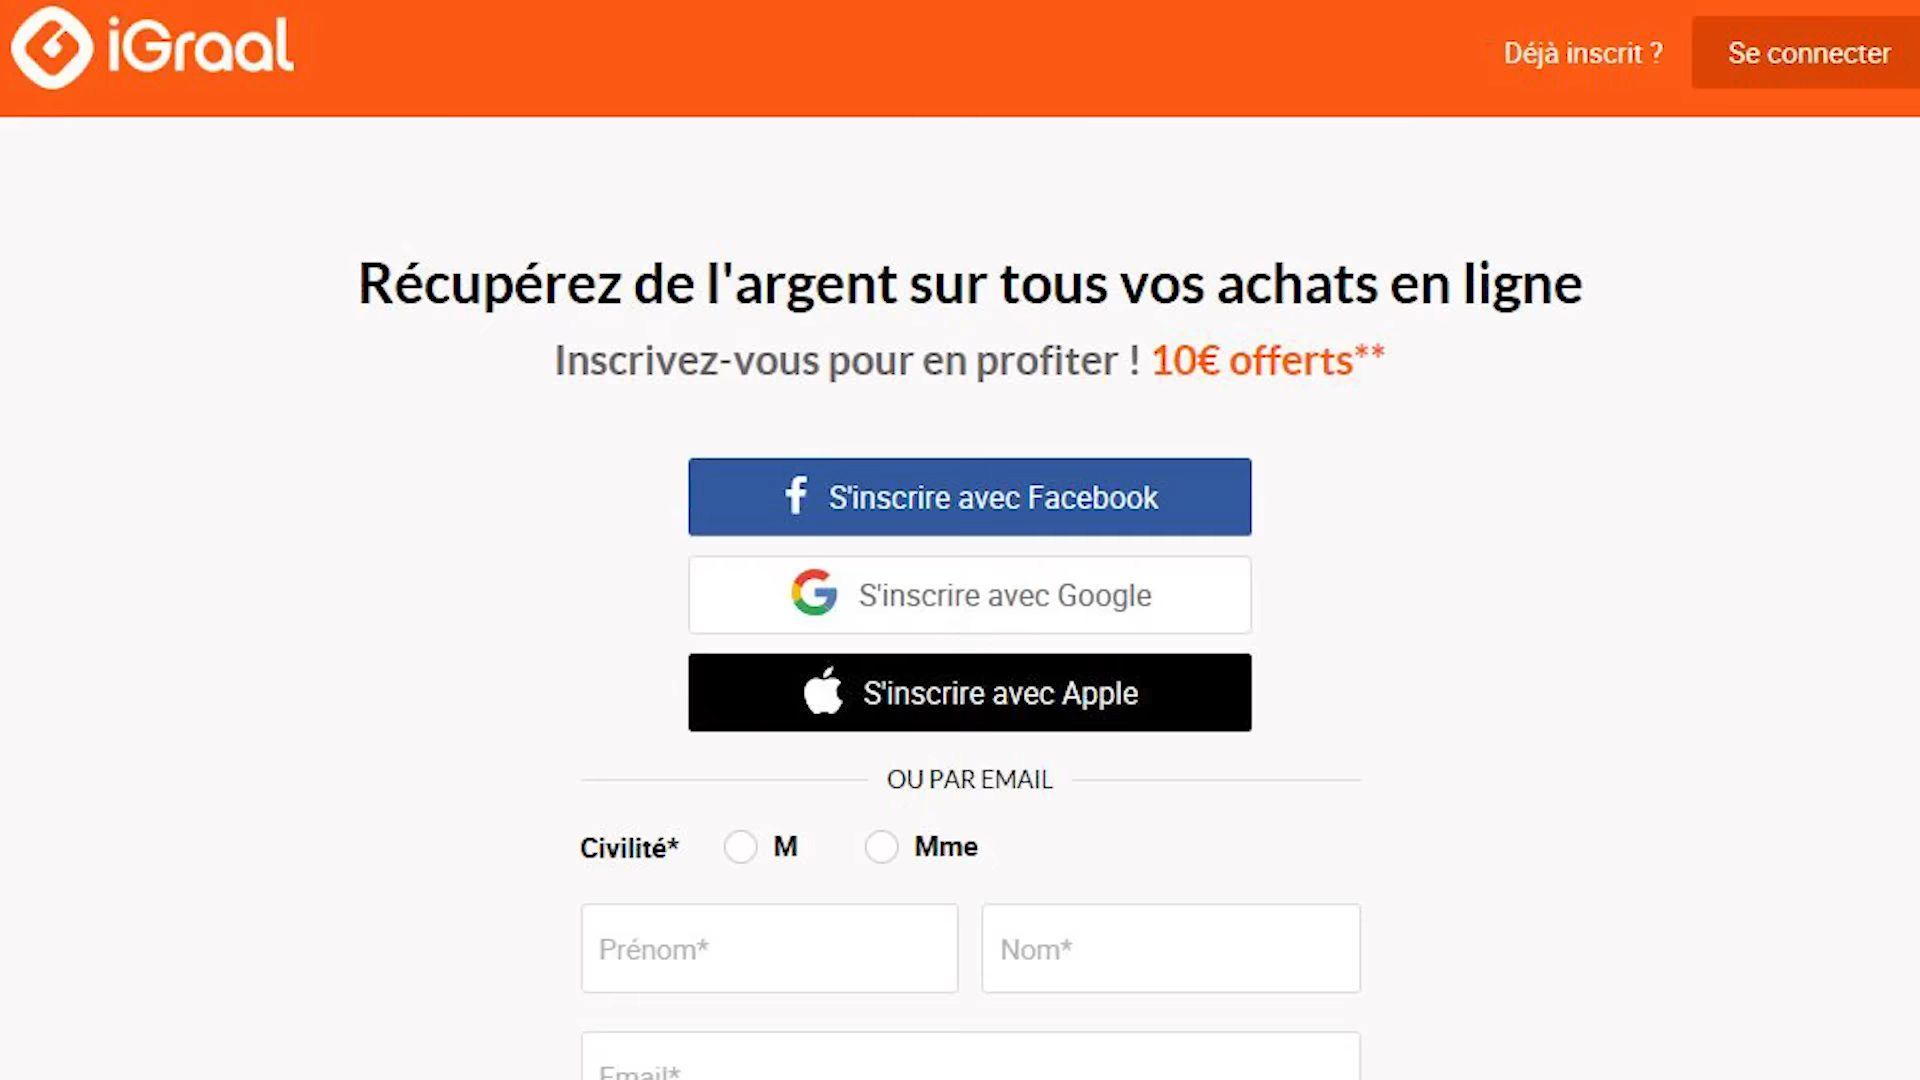 iGraal
Déjà inscrit ?
Se connecter
Récupérez de l'argent sur tous vos achats en ligne
Inscrivez-vous pour en profiter ! 10€ offerts**
S'inscrire avec Facebook
S'inscrire avec Google
S'inscrire avec Apple
OU PAR EMAIL
Civilité* M Mme
Prénom* Nom*
Email*